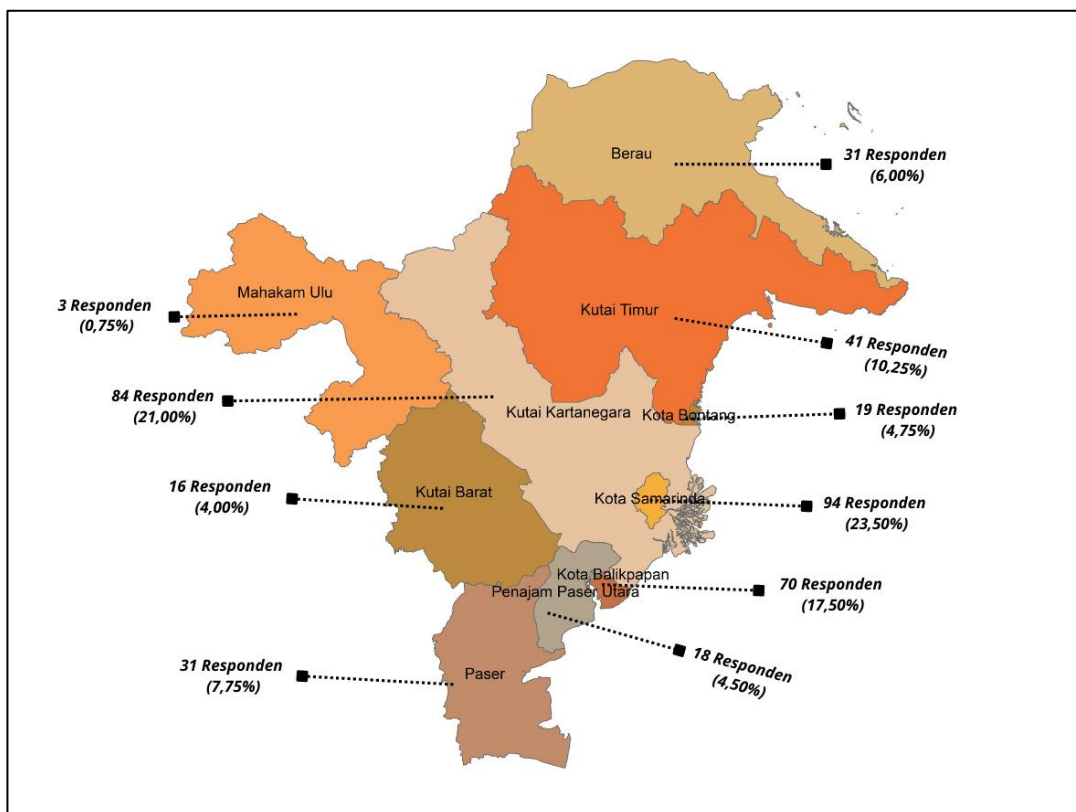 Berau
31 Responden
(6,00%)
Mahakam Ulu
3 Responden
(0,75%)
Kutai Timur
41 Responden
(10,25%)
84 Responden
(21,00%)
Kutai Kartanegara
Kota Bontang
19 Responden
(4,75%)
16 Responden
(4,00%)
Kutai Barat
Kota Samarinda
94 Responden
(23,50%)
Kota Balikpapan
70 Responden
(17,50%)
Penajam Paser Utara
18 Responden
(4,50%)
31 Responden
(7,75%)
Paser